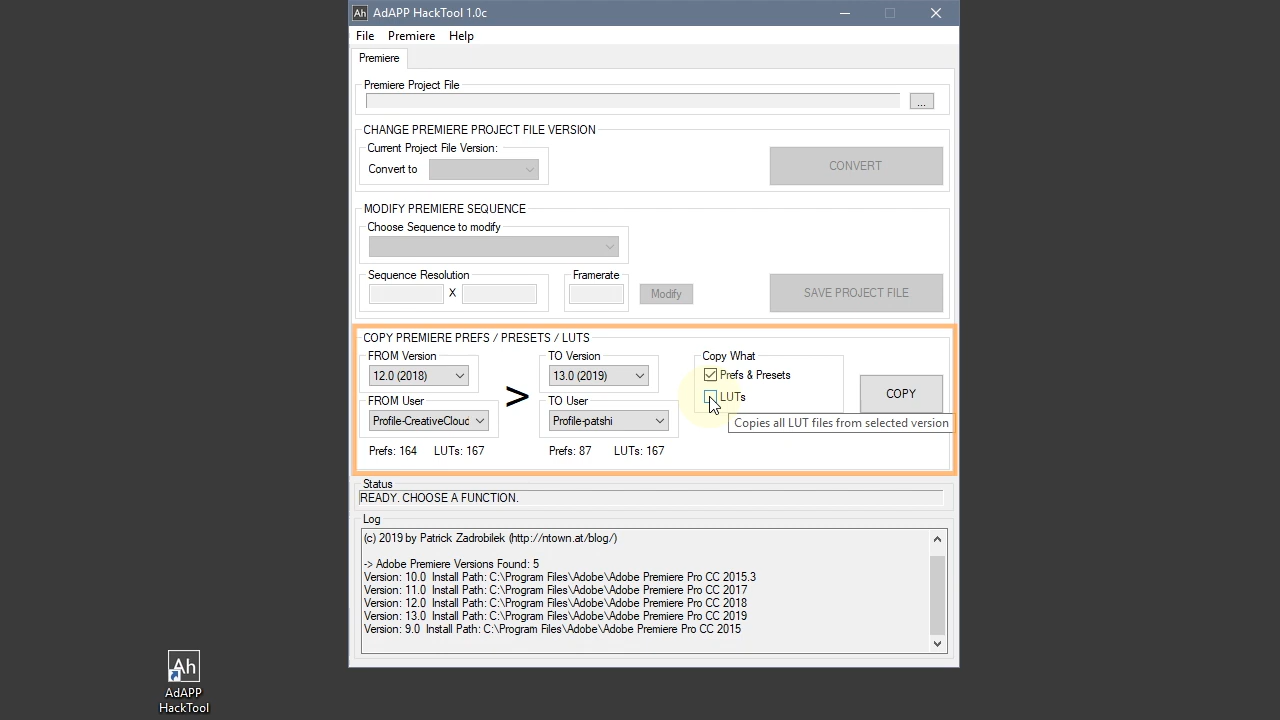 Ah AdAPP HackTool 1.0c
File Premiere Help
Premiere
Premiere Project File
...
CHANGE PREMIERE PROJECT FILE VERSION
Current Project File Version:
Convert to
CONVERT
MODIFY PREMIERE SEQUENCE
Choose Sequence to modify
Sequence Resolution Framerate
X Modify SAVE PROJECT FILE
COPY PREMIERE PREFS / PRESETS / LUTS
FROM Version TO Version Copy What
12.0 (2018) 13.0 (2019) Prefs & Presets
> LUTs COPY
FROM User TO User
Profile-CreativeCloud Profile-patshi Copies all LUT files from selected version
Prefs: 164 LUTs: 167 Prefs: 87 LUTs: 167
Status
READY. CHOOSE A FUNCTION.
Log
(c) 2019 by Patrick Zadrobilek (http://ntown.at/blog/)
-> Adobe Premiere Versions Found: 5
Version: 10.0 Install Path: C:\Program Files\Adobe\Adobe Premiere Pro CC 2015.3
Version: 11.0 Install Path: C:\Program Files\Adobe\Adobe Premiere Pro CC 2017
Version: 12.0 Install Path: C:\Program Files\Adobe\Adobe Premiere Pro CC 2018
Version: 13.0 Install Path: C:\Program Files\Adobe\Adobe Premiere Pro CC 2019
Version: 9.0 Install Path: C:\Program Files\Adobe\Adobe Premiere Pro CC 2015
Ah
AdAPP
HackTool